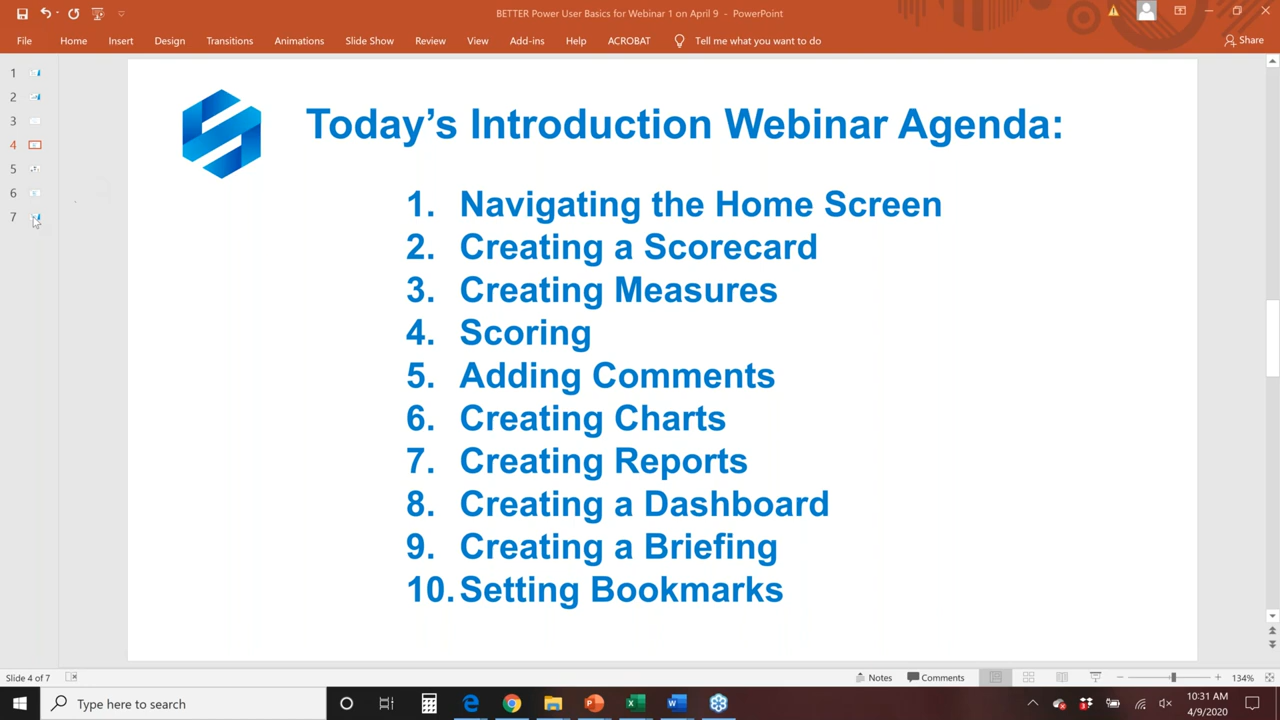 BETTER Power User Basics for Webinar 1 on April 9 - PowerPoint
File Home Insert Design Transitions Animations Slide Show Review View Add-ins Help ACROBAT Tell me what you want to do Share
1
2
3
4
5
6
7
Today's Introduction Webinar Agenda:
1. Navigating the Home Screen
2. Creating a Scorecard
3. Creating Measures
4. Scoring
5. Adding Comments
6. Creating Charts
7. Creating Reports
8. Creating a Dashboard
9. Creating a Briefing
10. Setting Bookmarks
Slide 4 of 7 Notes Comments 134%
Type here to search 10:31 AM
4/9/2020